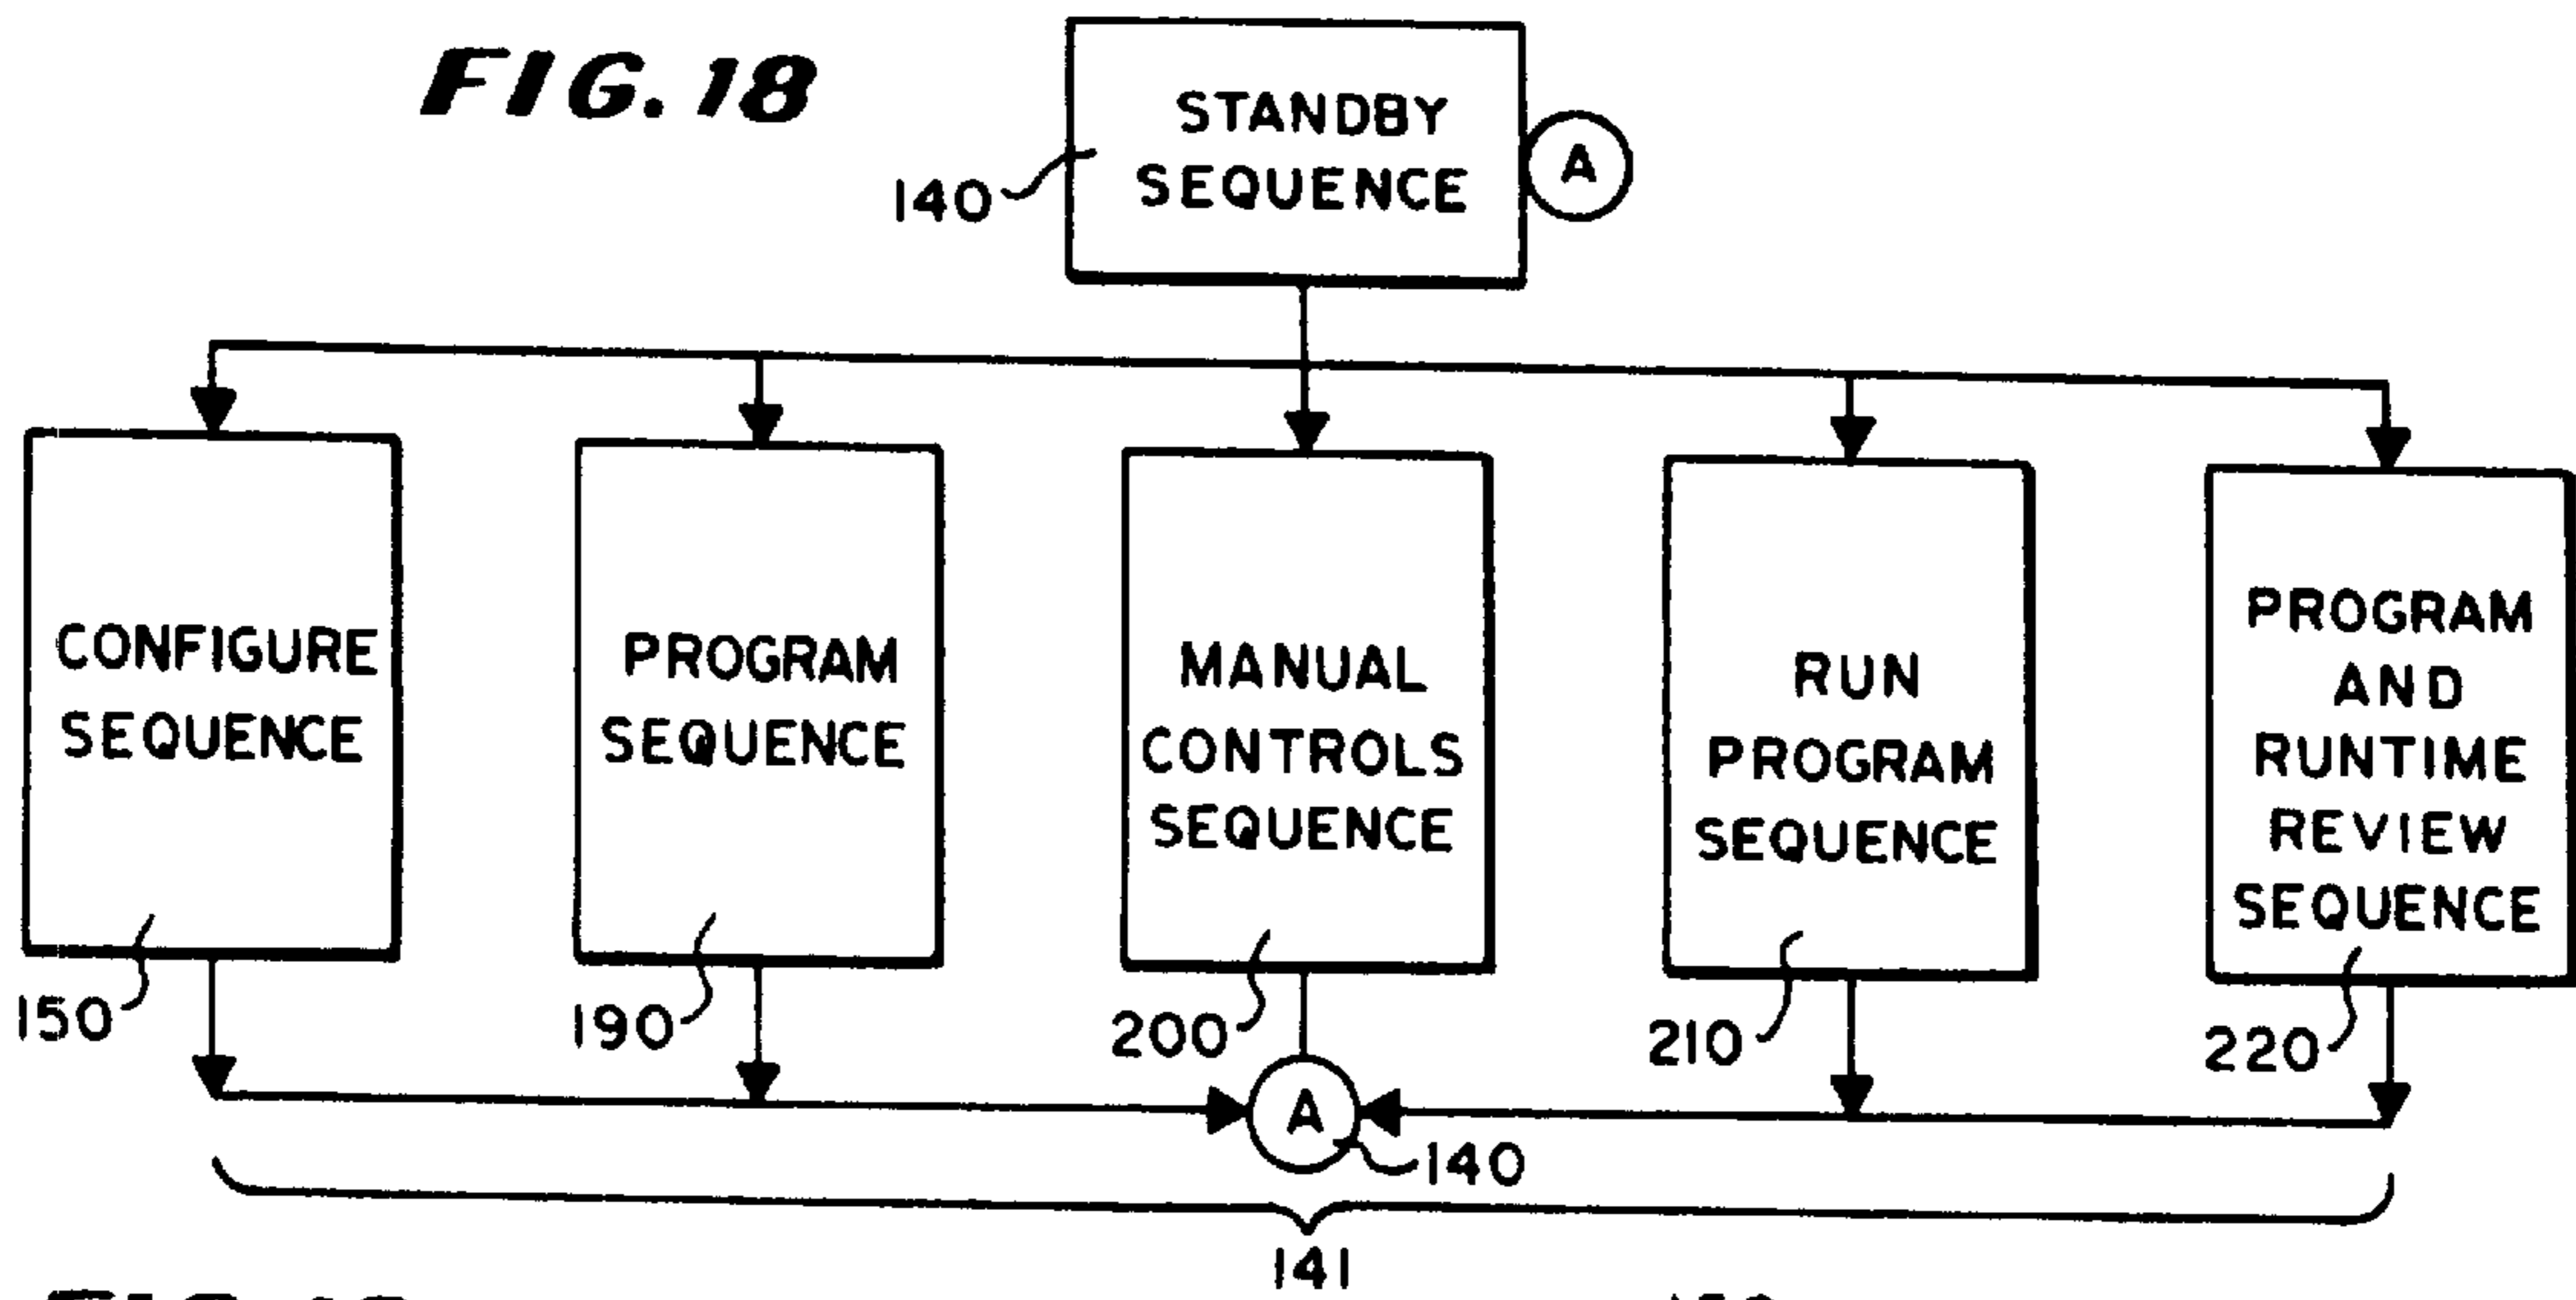 FIG. 18
STANDBY
SEQUENCE
A
140
CONFIGURE
SEQUENCE
150
PROGRAM
SEQUENCE
190
MANUAL
CONTROLS
SEQUENCE
200
RUN
PROGRAM
SEQUENCE
210
PROGRAM
AND
RUNTIME
REVIEW
SEQUENCE
220
A
140
141